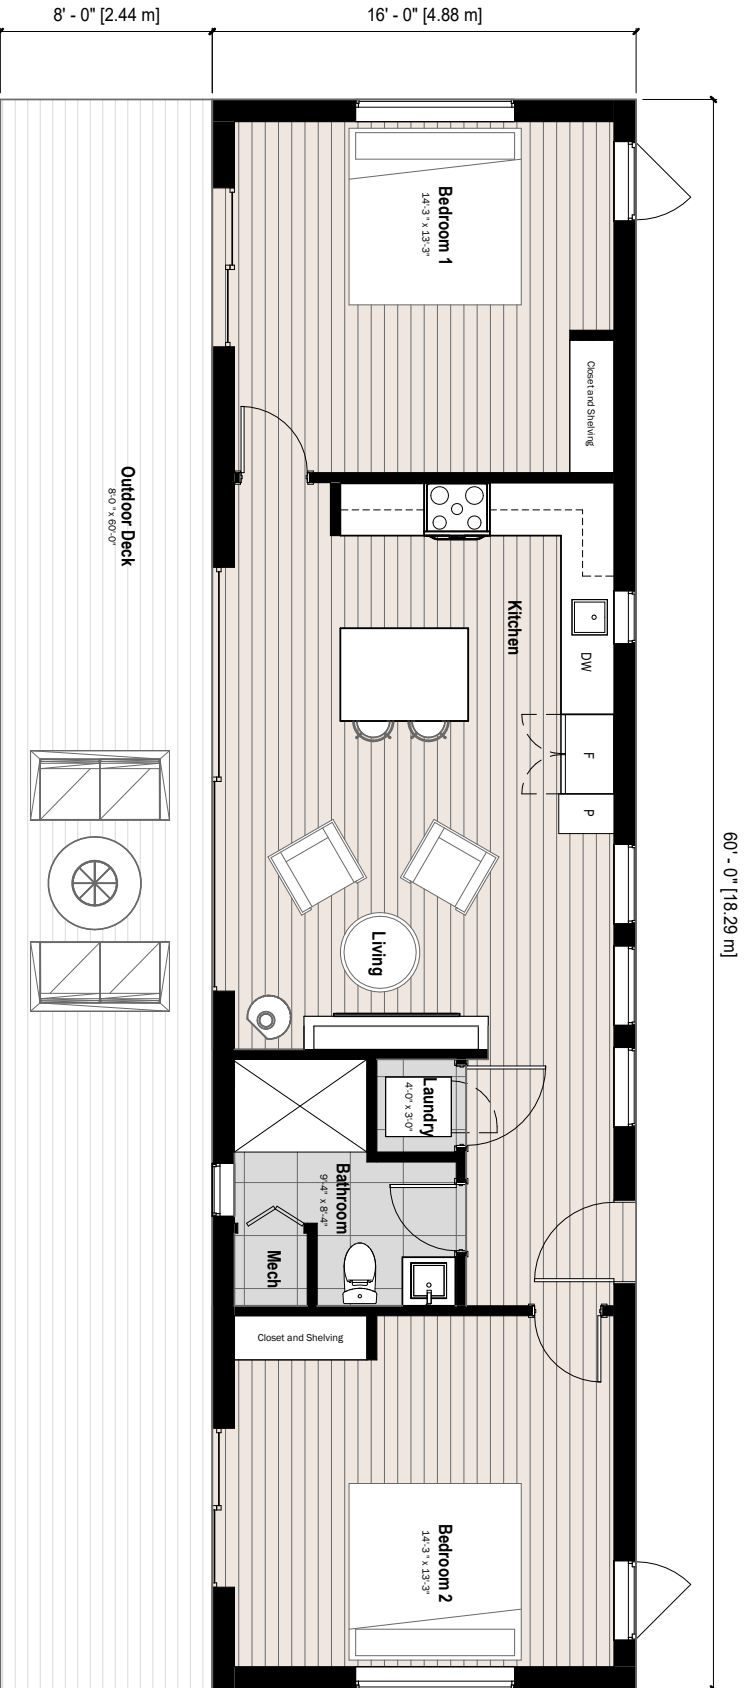 8' - 0" [2.44 m]
16' - 0" [4.88 m]
60' - 0" [18.29 m]
Bedroom 1
14'-3" x 13'-3"
Closet and Shelving
Outdoor Deck
8'-0" x 60'-0"
Kitchen
DW
F
P
Living
Laundry
4'-0" x 3'-0"
Bathroom
9'-4" x 8'-4"
Mech
Closet and Shelving
Bedroom 2
14'-3" x 13'-3"